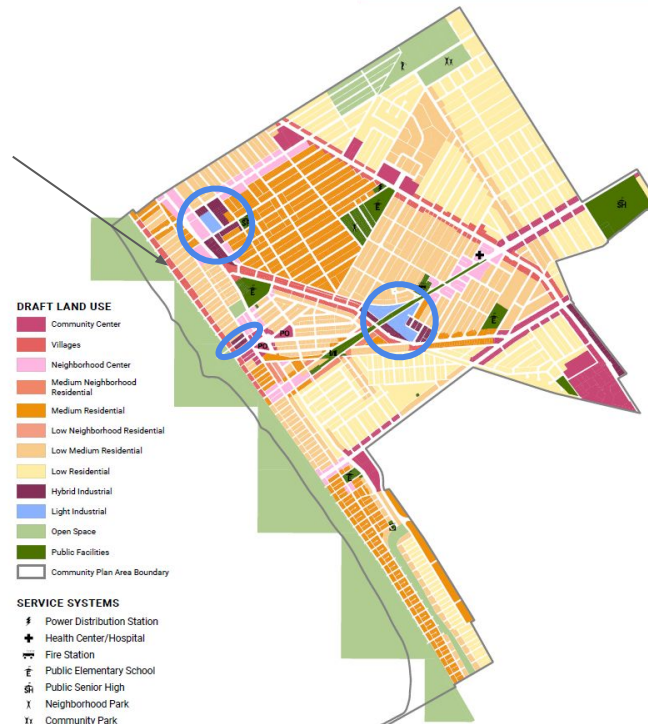 DRAFT LAND USE
Community Center
Villages
Neighborhood Center
Medium Neighborhood
Residential
Medium Residential
Low Neighborhood Residential
Low Medium Residential
Low Residential
Hybrid Industrial
Light Industrial
Open Space
Public Facilities
Community Plan Area Boundary
SERVICE SYSTEMS
Power Distribution Station
Health Center/Hospital
Fire Station
Public Elementary School
Public Senior High
Neighborhood Park
Community Park
SH
PO
PO